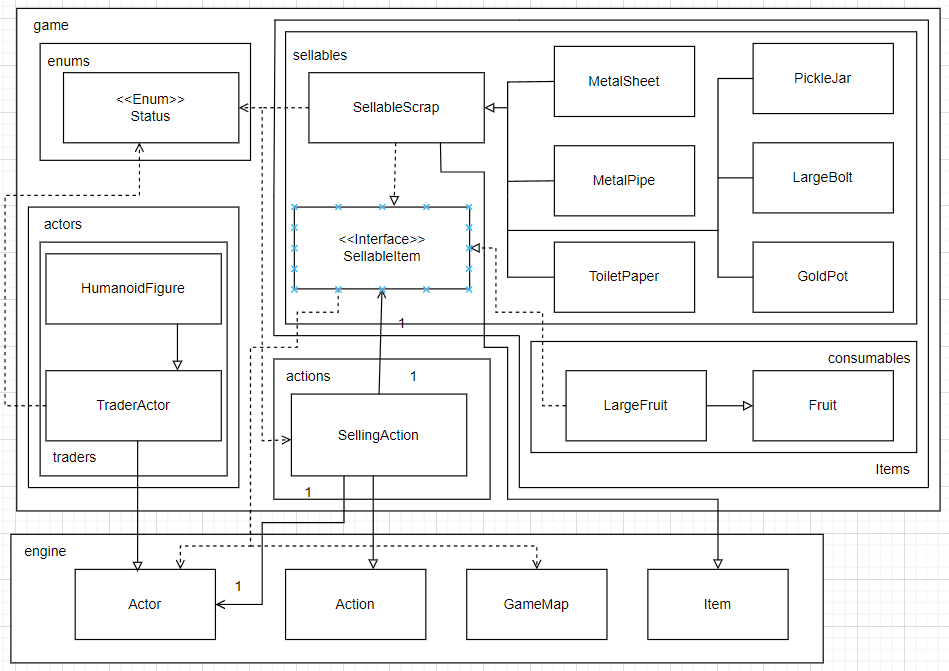 game
enums
<<Enum>>
Status
sellables
SellableScrap
MetalSheet
PickleJar
MetalPipe
LargeBolt
<<Interface>>
SellableItem
ToiletPaper
GoldPot
actors
HumanoidFigure
TraderActor
traders
1
actions
1
SellingAction
1
consumables
LargeFruit
Fruit
Items
engine
1
Actor
Action
GameMap
Item